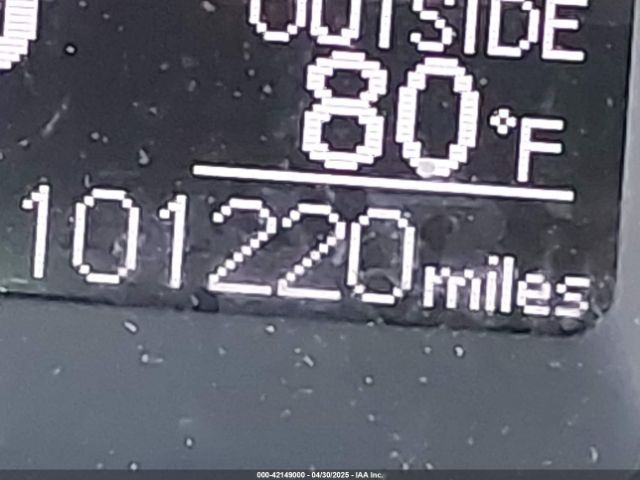 OUTSIDE
80°F
101220 miles
000-42149000 - 04/30/2025 - IAA Inc.